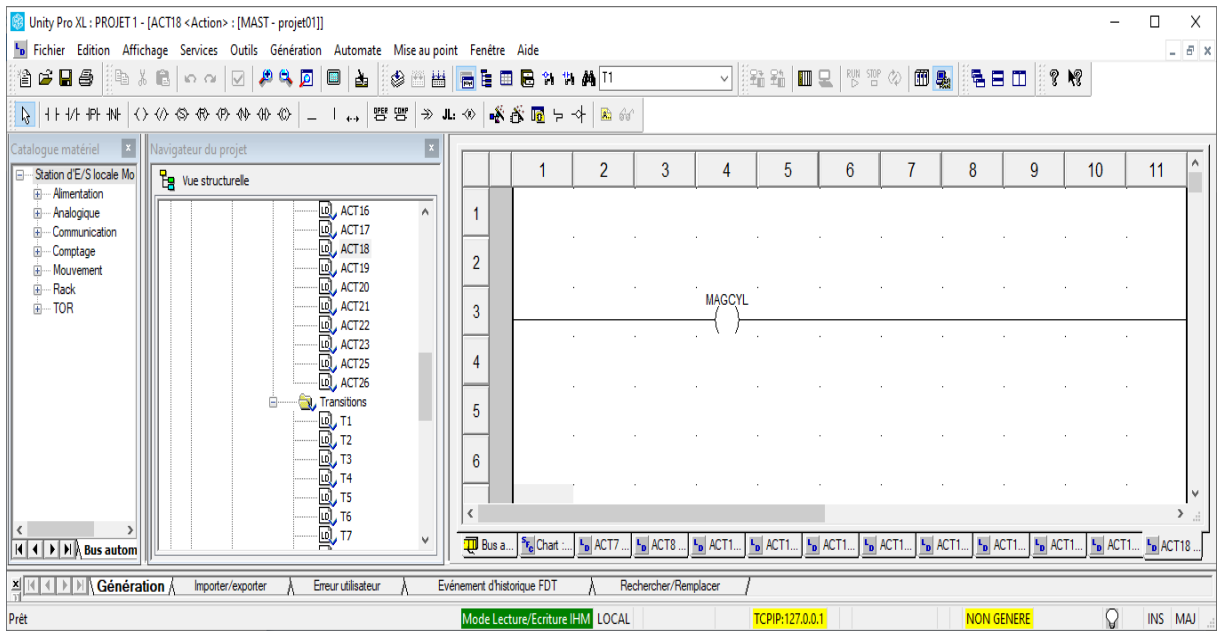 Unity Pro XL : PROJET 1 - [ACT18 <Action> : [MAST - projet01]]
Fichier Edition Affichage Services Outils Génération Automate Mise au point Fenêtre Aide
T1
RUN STOP
OPER COMP
Catalogue matériel
Station d'E/S locale Mo
Alimentation
Analogique
Communication
Comptage
Mouvement
Rack
TOR
Bus autom
Navigateur du projet
Vue structurelle
ACT16
ACT17
ACT18
ACT19
ACT20
ACT21
ACT22
ACT23
ACT25
ACT26
Transitions
T1
T2
T3
T4
T5
T6
T7
1 2 3 4 5 6 7 8 9 10 11
1
2
MAGCYL
3
4
5
6
Bus a... Chart :... ACT7 ... ACT8 ... ACT1... ACT1... ACT1... ACT1... ACT1... ACT1... ACT1... ACT1... ACT18 ...
Génération Importer/exporter Erreur utilisateur Evénement d'historique FDT Rechercher/Remplacer
Prêt Mode Lecture/Ecriture IHM LOCAL TCPIP:127.0.0.1 NON GENERE INS MAJ